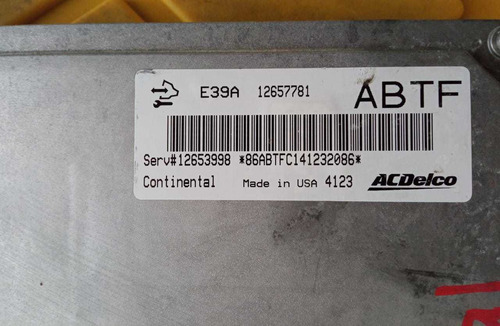 E39A 12657781 ABTF
Serv#12653998 *86ABTFC141232086*
Continental Made in USA 4123 ACDelco